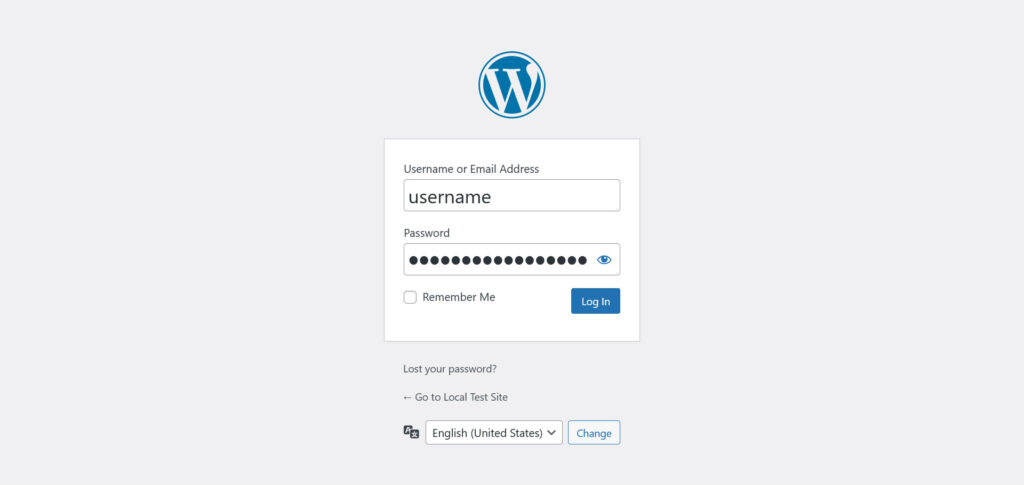 Username or Email Address
username
Password
●●●●●●●●●●●●●●●●●
Remember Me
Log In
Lost your password?
← Go to Local Test Site
English (United States)
Change